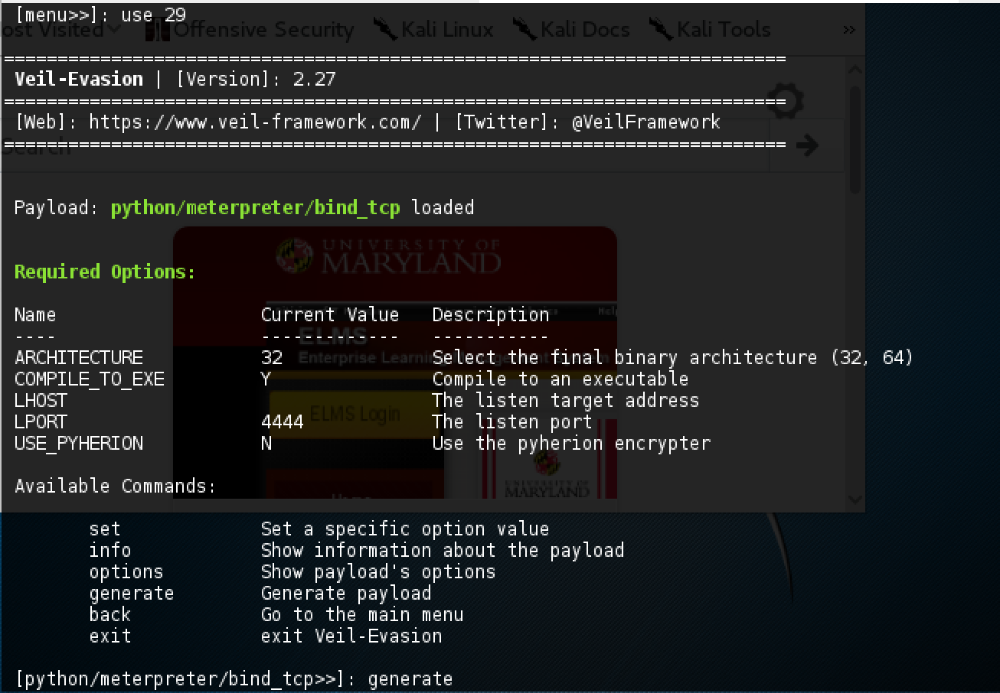 [menu>>]: use 29
ost Visited Offensive Security Kali Linux Kali Docs Kali Tools »
=========================================================================
Veil-Evasion | [Version]: 2.27
=========================================================================
[Web]: https://www.veil-framework.com/ | [Twitter]: @VeilFramework
=========================================================================
Search
Payload: python/meterpreter/bind_tcp loaded
UNIVERSITY OF
MARYLAND
Required Options:
Name Current Value Description
---- ------------- -----------
ELMS
Enterprise Learning Management System
ARCHITECTURE 32 Select the final binary architecture (32, 64)
COMPILE_TO_EXE Y Compile to an executable
LHOST The listen target address
ELMS Login
LPORT 4444 The listen port
USE_PYHERION N Use the pyherion encrypter
UNIVERSITY OF
MARYLAND
Available Commands:
set Set a specific option value
info Show information about the payload
options Show payload's options
generate Generate payload
back Go to the main menu
exit exit Veil-Evasion
[python/meterpreter/bind_tcp>>]: generate